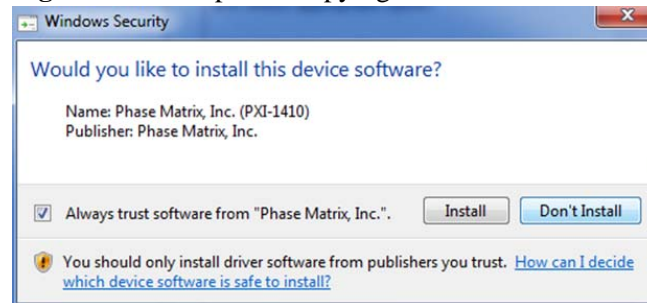 Windows Security
Would you like to install this device software?
Name: Phase Matrix, Inc. (PXI-1410)
Publisher: Phase Matrix, Inc.
Always trust software from "Phase Matrix, Inc.".
Install
Don't Install
You should only install driver software from publishers you trust. How can I decide
which device software is safe to install?